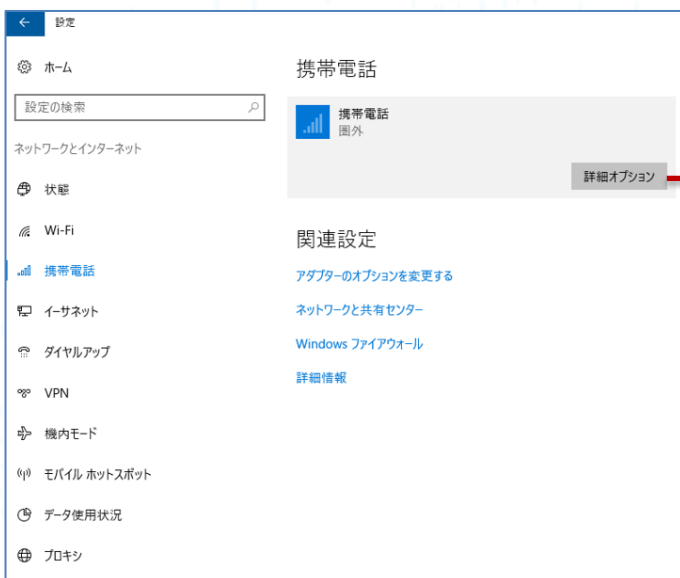 設定
ホーム
設定の検索
ネットワークとインターネット
状態
Wi-Fi
携帯電話
イーサネット
ダイヤルアップ
VPN
機内モード
モバイル ホットスポット
データ使用状況
プロキシ
携帯電話
携帯電話
圏外
詳細オプション
関連設定
アダプターのオプションを変更する
ネットワークと共有センター
Windows ファイアウォール
詳細情報